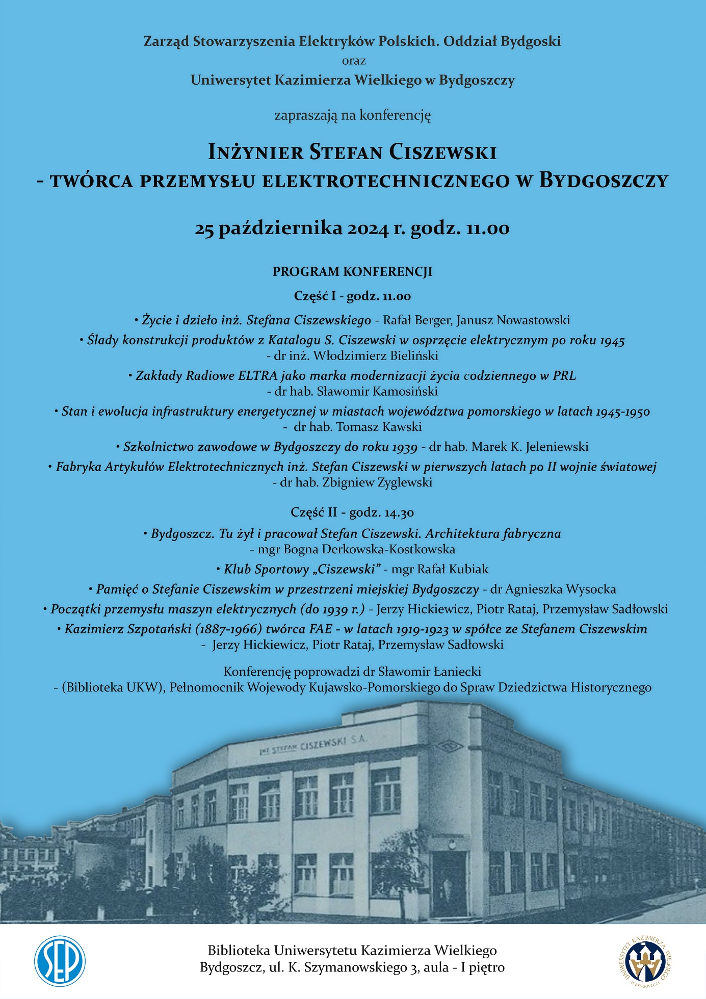 Zarząd Stowarzyszenia Elektryków Polskich. Oddział Bydgoski
oraz
Uniwersytet Kazimierza Wielkiego w Bydgoszczy
zapraszają na konferencję
Inżynier Stefan Ciszewski
- twórca przemysłu elektrotechnicznego w Bydgoszczy
25 października 2024 r. godz. 11.00
PROGRAM KONFERENCJI
Część I - godz. 11.00
• Życie i dzieło inż. Stefana Ciszewskiego - Rafał Berger, Janusz Nowastowski
• Ślady konstrukcji produktów z Katalogu S. Ciszewski w osprzęcie elektrycznym po roku 1945
- dr inż. Włodzimierz Bieliński
• Zakłady Radiowe ELTRA jako marka modernizacji życia codziennego w PRL
- dr hab. Sławomir Kamosiński
• Stan i ewolucja infrastruktury energetycznej w miastach województwa pomorskiego w latach 1945-1950
- dr hab. Tomasz Kawski
• Szkolnictwo zawodowe w Bydgoszczy do roku 1939 - dr hab. Marek K. Jeleniewski
• Fabryka Artykułów Elektrotechnicznych inż. Stefan Ciszewski w pierwszych latach po II wojnie światowej
- dr hab. Zbigniew Zyglewski
Część II - godz. 14.30
• Bydgoszcz. Tu żył i pracował Stefan Ciszewski. Architektura fabryczna
- mgr Bogna Derkowska-Kostkowska
• Klub Sportowy „Ciszewski” - mgr Rafał Kubiak
• Pamięć o Stefanie Ciszewskim w przestrzeni miejskiej Bydgoszczy - dr Agnieszka Wysocka
• Początki przemysłu maszyn elektrycznych (do 1939 r.) - Jerzy Hickiewicz, Piotr Rataj, Przemysław Sadłowski
• Kazimierz Szpotański (1887-1966) twórca FAE - w latach 1919-1923 w spółce ze Stefanem Ciszewskim
- Jerzy Hickiewicz, Piotr Rataj, Przemysław Sadłowski
Konferencję poprowadzi dr Sławomir Łaniecki
- (Biblioteka UKW), Pełnomocnik Wojewody Kujawsko-Pomorskiego do Spraw Dziedzictwa Historycznego
INŻ STEFAN CISZEWSKI S.A.
SEP
Biblioteka Uniwersytetu Kazimierza Wielkiego
Bydgoszcz, ul. K. Szymanowskiego 3, aula - I piętro
UNIWERSYTET KAZIMIERZA WIELKIEGO
W BYDGOSZCZY